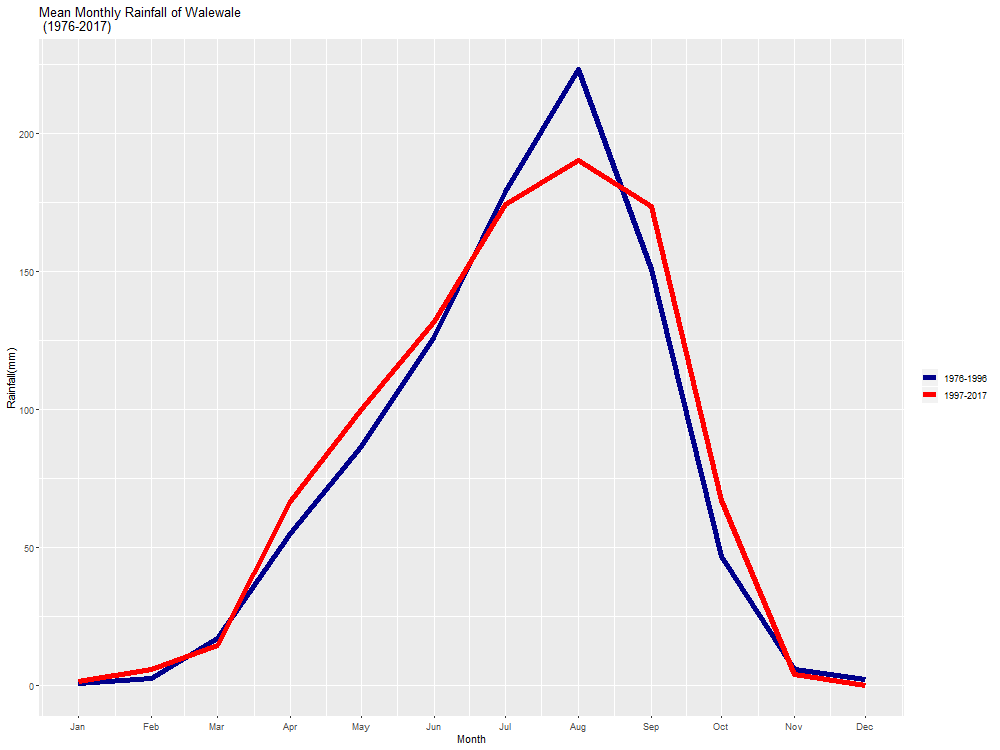 Mean Monthly Rainfall of Walewale
(1976-2017)
Rainfall(mm)
200
150
100
50
0
Jan Feb Mar Apr May Jun Jul Aug Sep Oct Nov Dec
Month
1976-1996
1997-2017